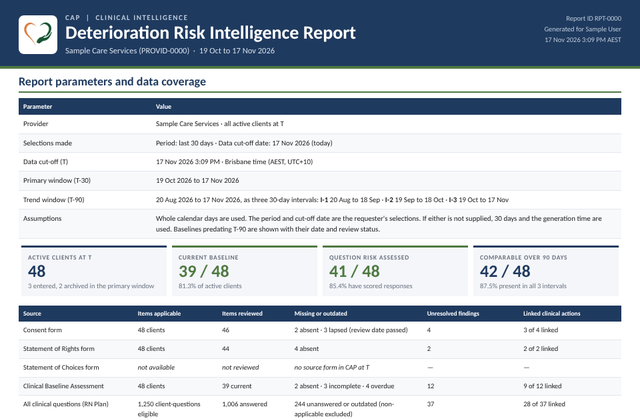 CAP | CLINICAL INTELLIGENCE
Deterioration Risk Intelligence Report
Sample Care Services (PROVID-0000) · 19 Oct to 17 Nov 2026
Report ID RPT-0000
Generated for Sample User
17 Nov 2026 3:09 PM AEST
Report parameters and data coverage
Parameter Value
Provider Sample Care Services · all active clients at T
Selections made Period: last 30 days · Data cut-off date: 17 Nov 2026 (today)
Data cut-off (T) 17 Nov 2026 3:09 PM · Brisbane time (AEST, UTC+10)
Primary window (T-30) 19 Oct 2026 to 17 Nov 2026
Trend window (T-90) 20 Aug 2026 to 17 Nov 2026, as three 30-day intervals: I-1 20 Aug to 18 Sep · I-2 19 Sep to 18 Oct · I-3 19 Oct to 17 Nov
Assumptions Whole calendar days are used. The period and cut-off date are the requester's selections. If either is not supplied, 30 days and the generation time are
used. Baselines predating T-90 are shown with their date and review status.
ACTIVE CLIENTS AT T
48
3 entered, 2 archived in the primary window
CURRENT BASELINE
39 / 48
81.3% of active clients
QUESTION RISK ASSESSED
41 / 48
85.4% have scored responses
COMPARABLE OVER 90 DAYS
42 / 48
87.5% present in all 3 intervals
Source Items applicable Items reviewed Missing or outdated Unresolved findings Linked clinical actions
Consent form 48 clients 46 2 absent · 3 lapsed (review date passed) 4 3 of 4 linked
Statement of Rights form 48 clients 44 4 absent 2 2 of 2 linked
Statement of Choices form not available not reviewed no source form in CAP at T — —
Clinical Baseline Assessment 48 clients 39 current 2 absent · 3 incomplete · 4 overdue 12 9 of 12 linked
All clinical questions (RN Plan) 1,250 client-questions 1,006 answered 244 unanswered or outdated (non- 37 28 of 37 linked
eligible applicable excluded)